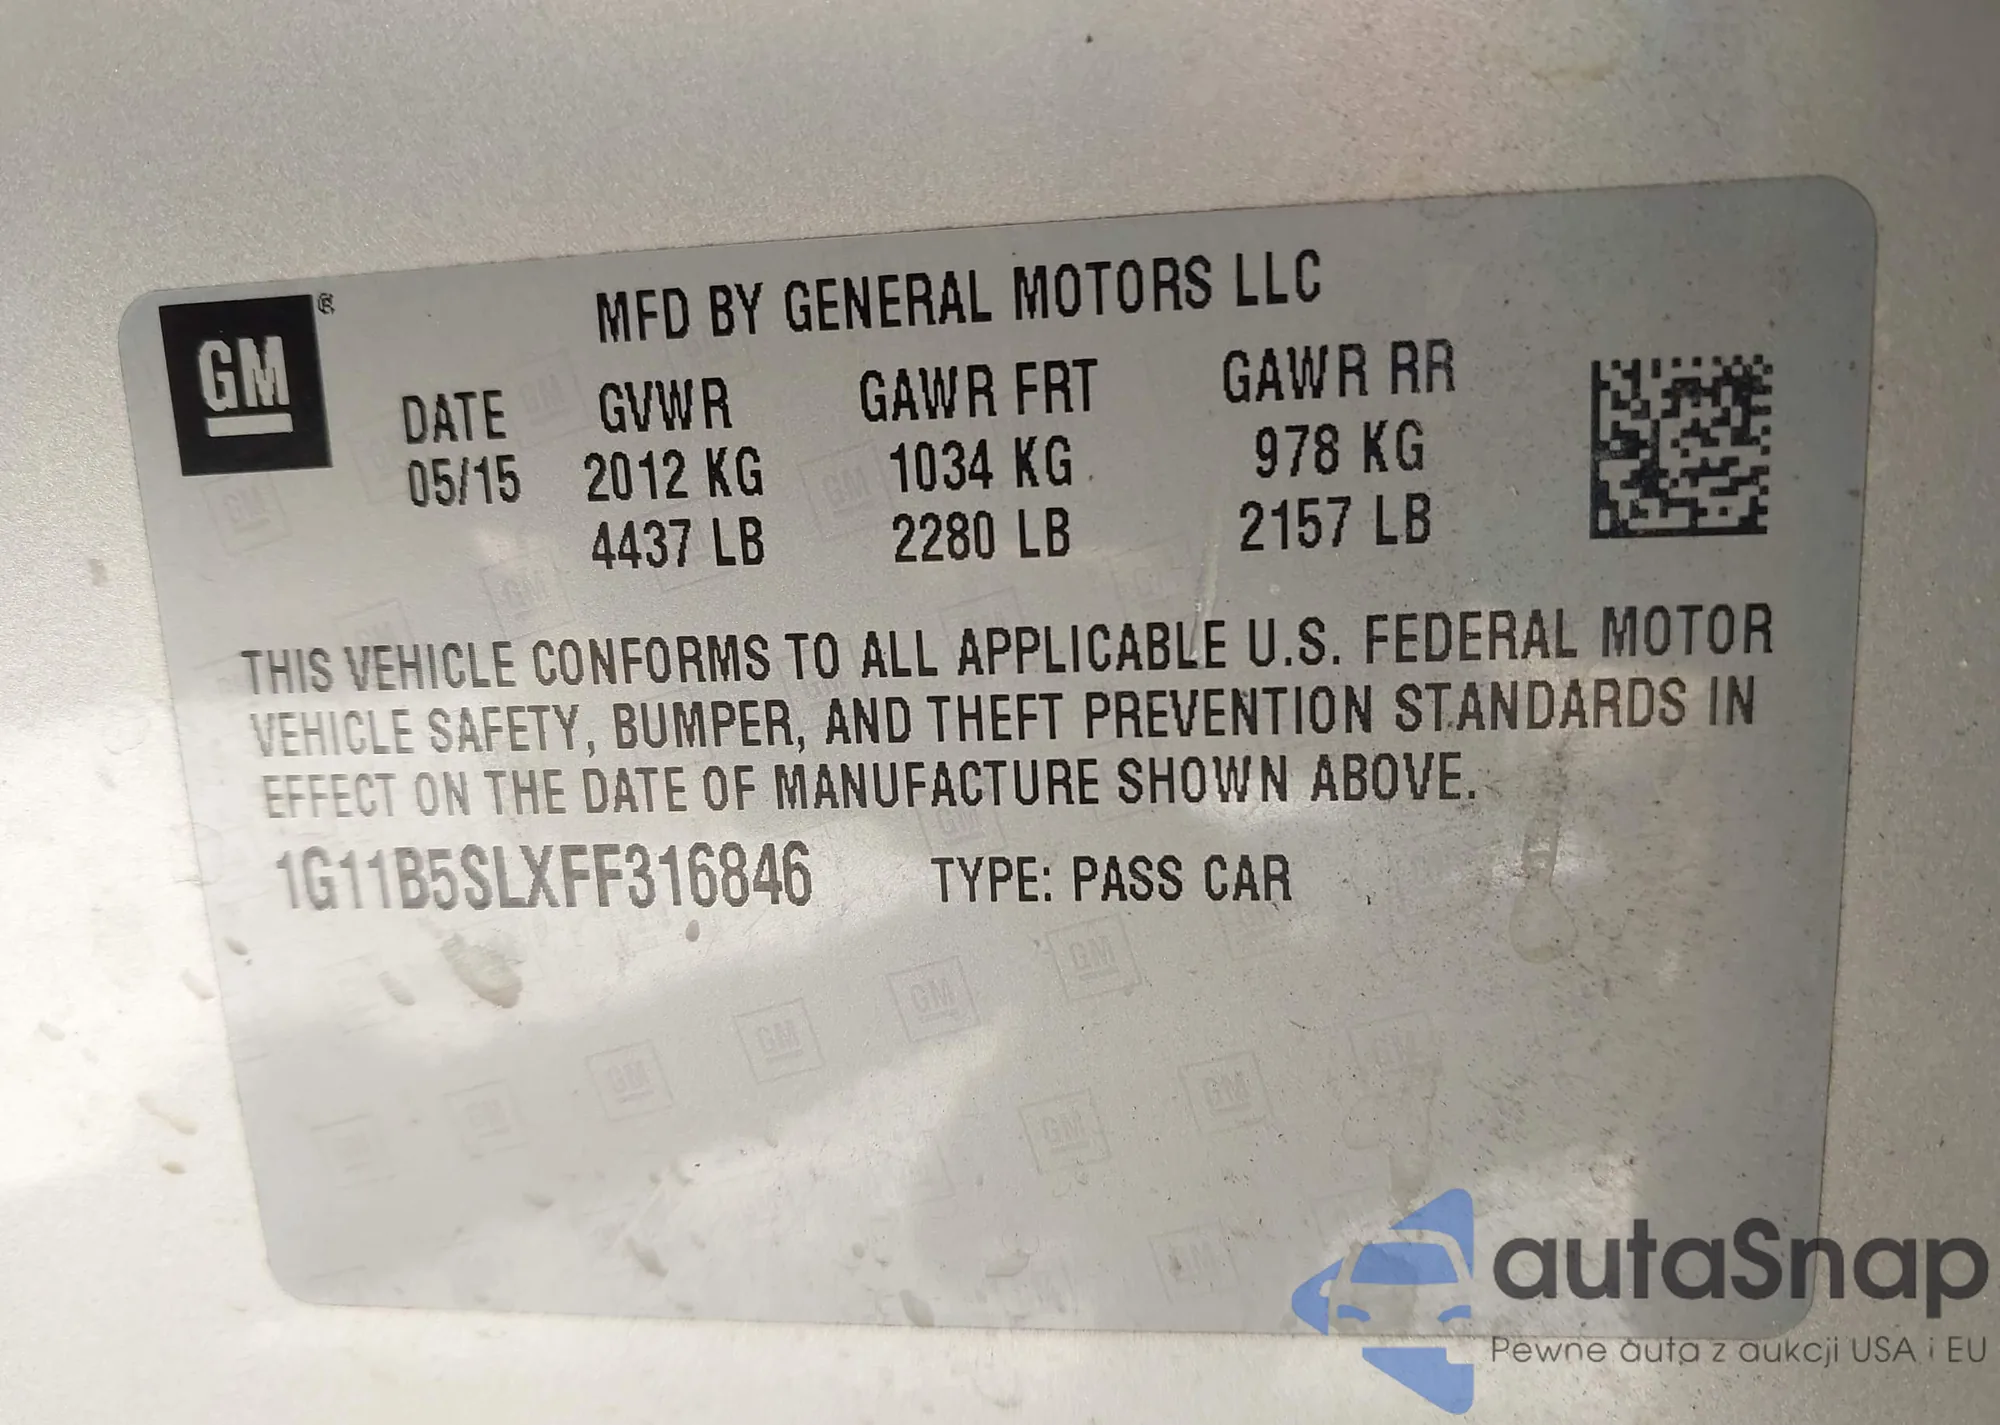 GM ®
MFD BY GENERAL MOTORS LLC
DATE GVWR GAWR FRT GAWR RR
05/15 2012 KG 1034 KG 978 KG
4437 LB 2280 LB 2157 LB
THIS VEHICLE CONFORMS TO ALL APPLICABLE U.S. FEDERAL MOTOR
VEHICLE SAFETY, BUMPER, AND THEFT PREVENTION STANDARDS IN
EFFECT ON THE DATE OF MANUFACTURE SHOWN ABOVE.
1G11B5SLXFF316846 TYPE: PASS CAR
autaSnap
Pewne auta z aukcji USA i EU